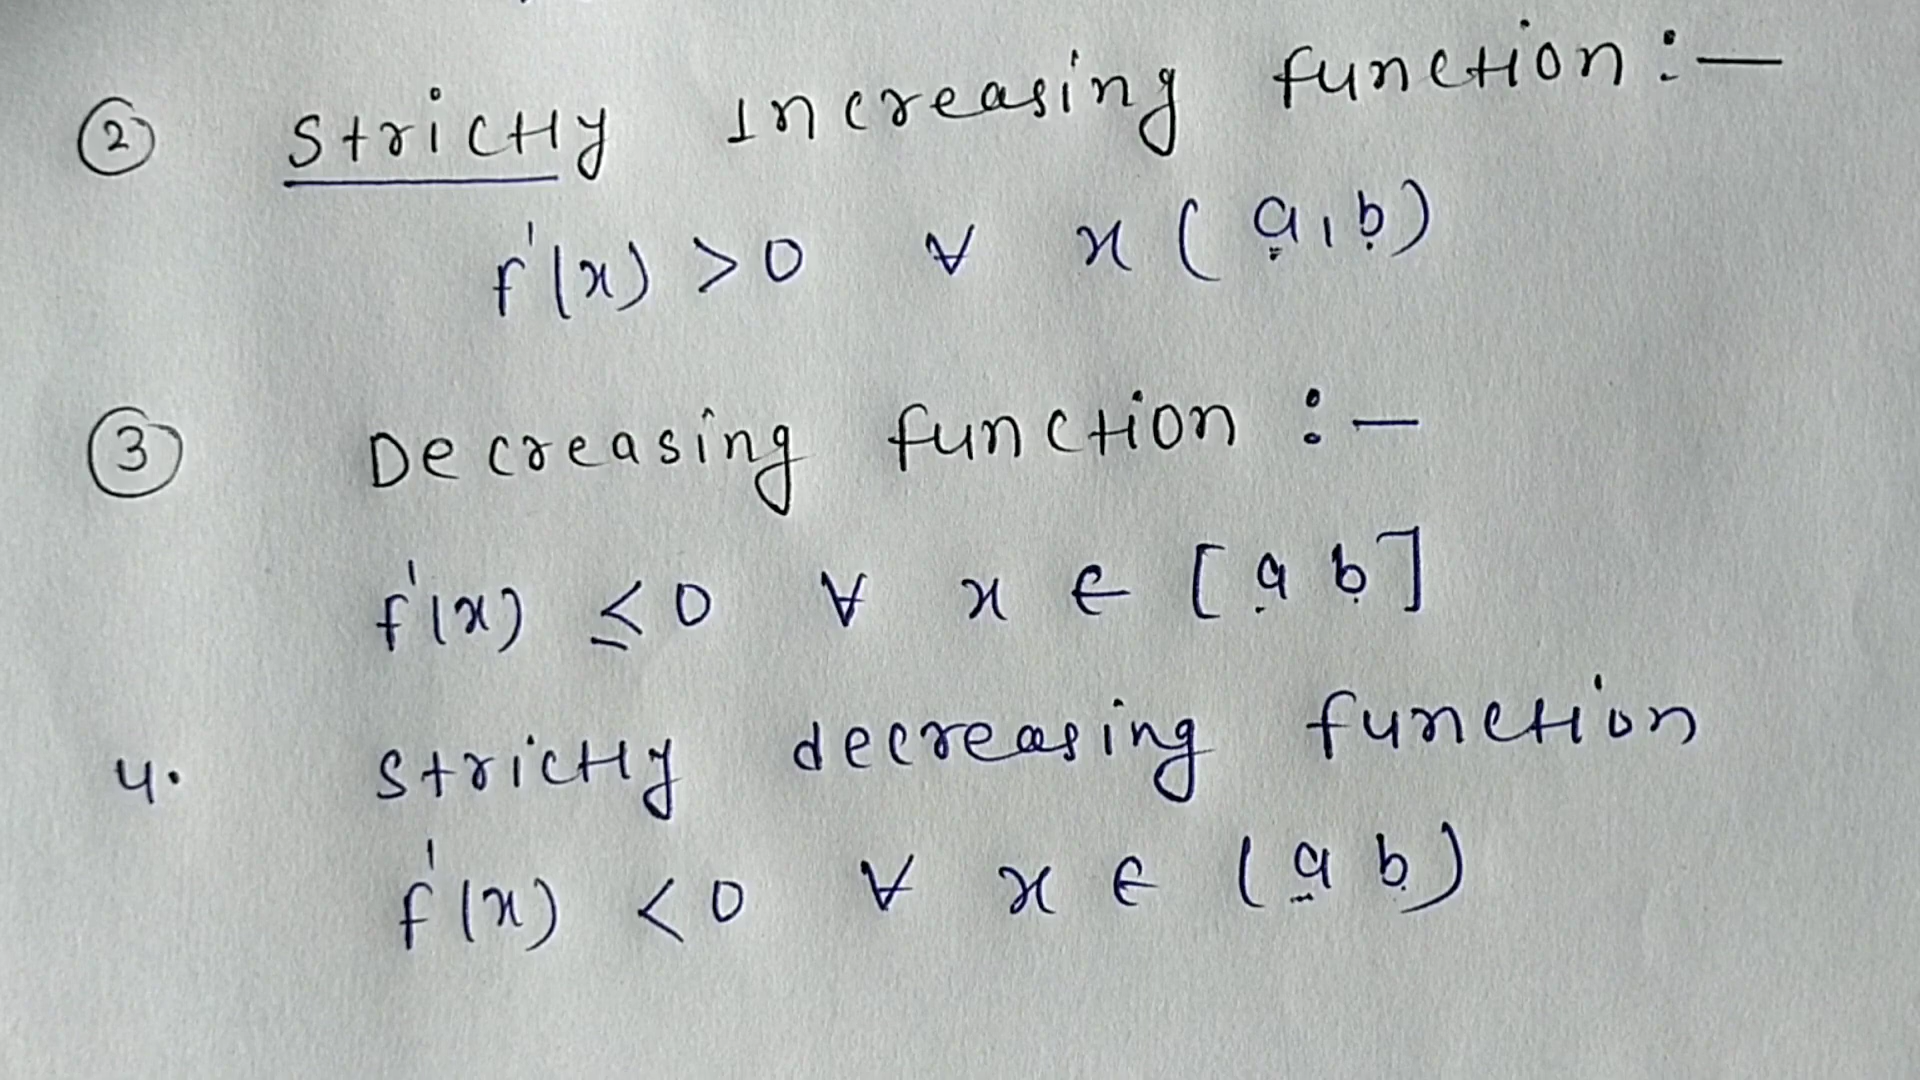 ② Strictly Increasing function :—
f'(x) > 0 ∀ x ( a, b)
③ Decreasing function :—
f'(x) ≤ 0 ∀ x ∈ [ a b ]
4. Strictly decreasing function
f'(x) < 0 ∀ x ∈ ( a b )